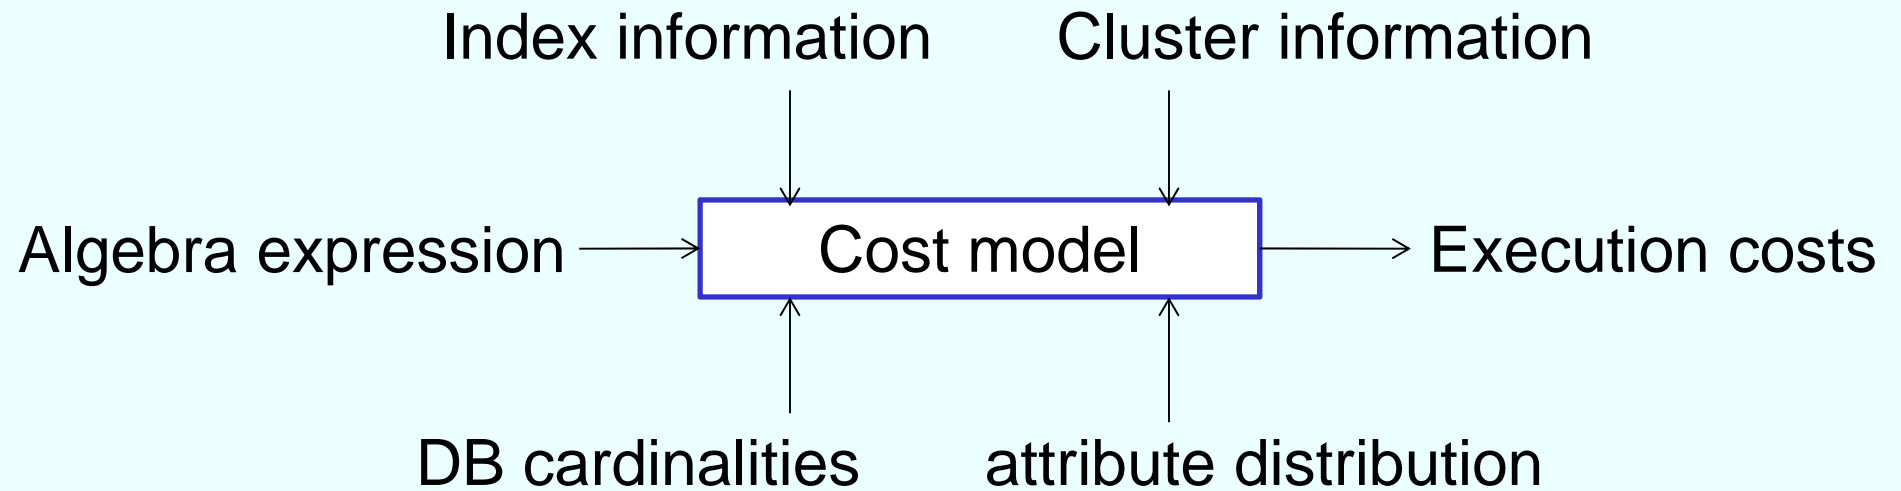 Index information
Cluster information
Algebra expression
Cost model
Execution costs
DB cardinalities
attribute distribution